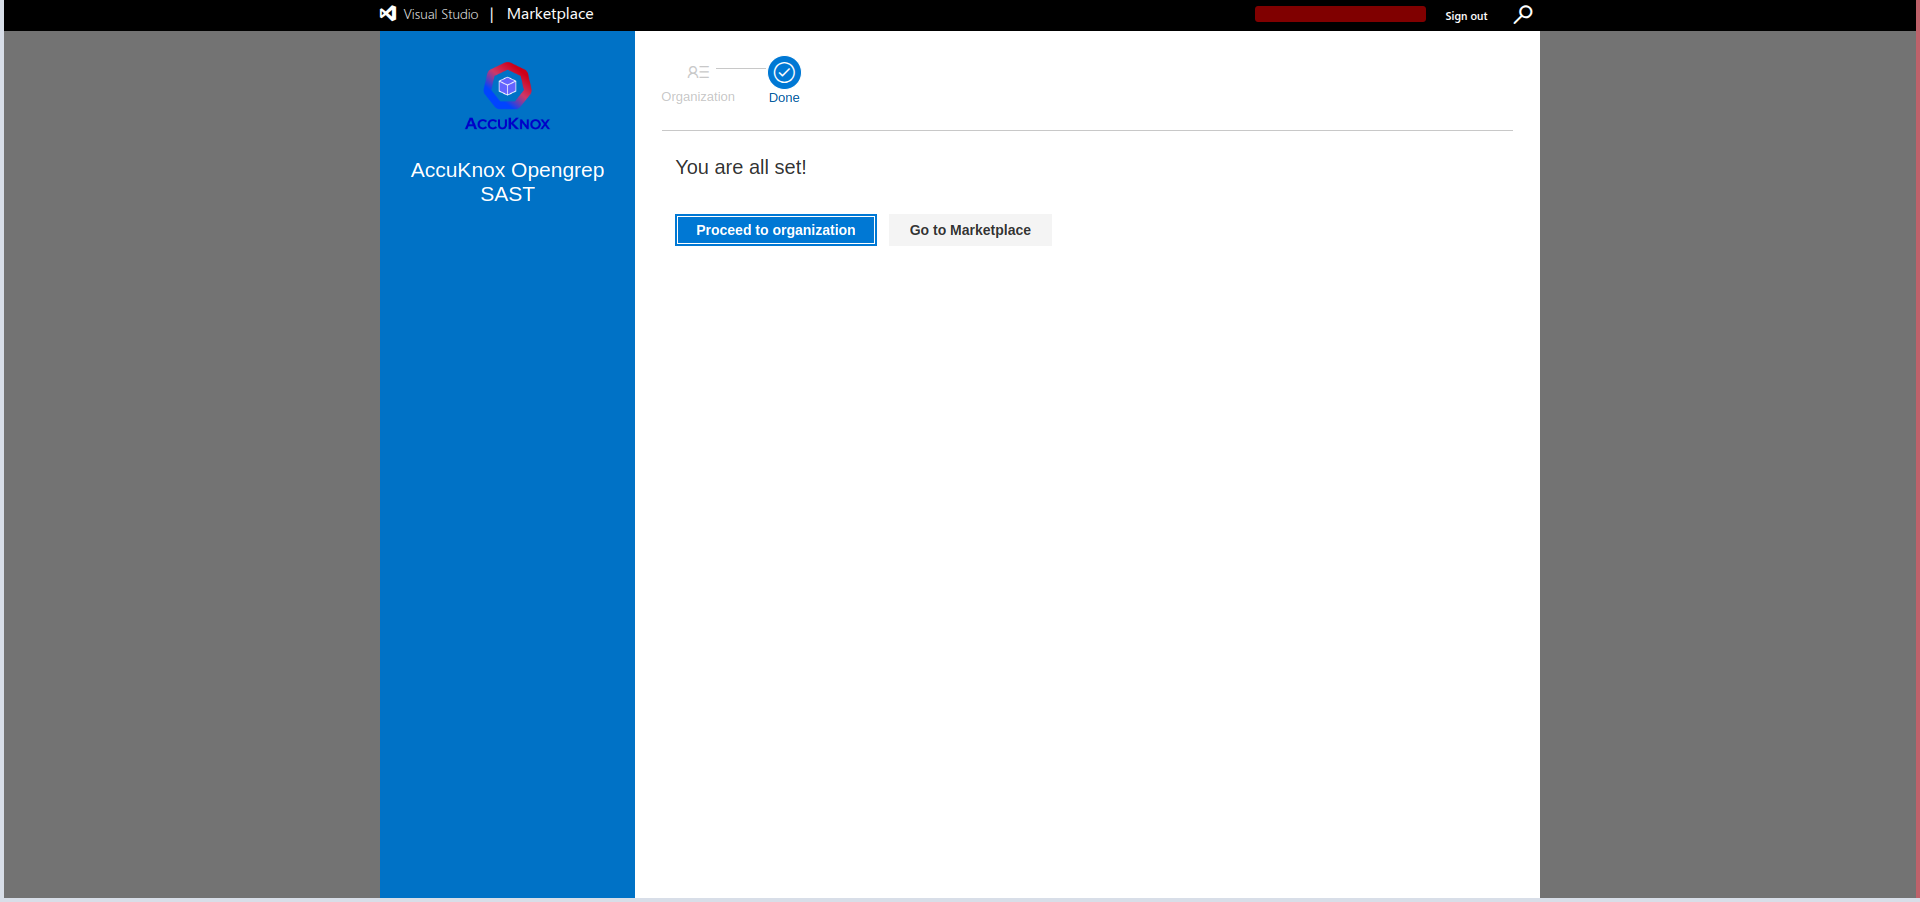 Visual Studio | Marketplace
Sign out
ACCUKNOX
AccuKnox Opengrep
SAST
Organization
Done
You are all set!
Proceed to organization
Go to Marketplace